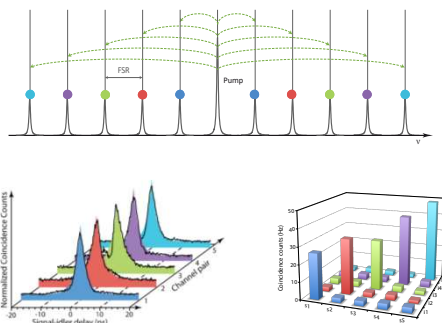 FSR
Pump
ν
Normalized Coincidence Counts
-20
-10
0
10
20
Signal-idler delay (ns)
1
2
3
4
5
Channel pair
Coincidence counts (Hz)
50
40
30
20
10
0
s1
s2
s3
s4
s5
i1
i2
i3
i4